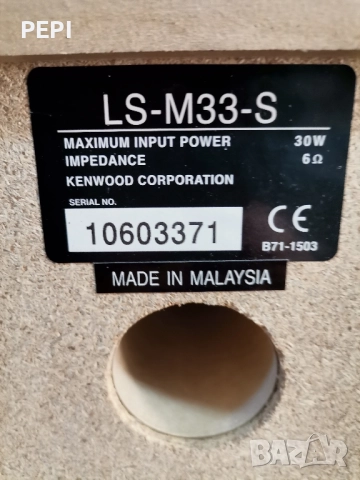 PEPI
LS-M33-S
MAXIMUM INPUT POWER 30W
IMPEDANCE 6Ω
KENWOOD CORPORATION
SERIAL NO.
10603371
CE
B71-1503
MADE IN MALAYSIA
BAZAR